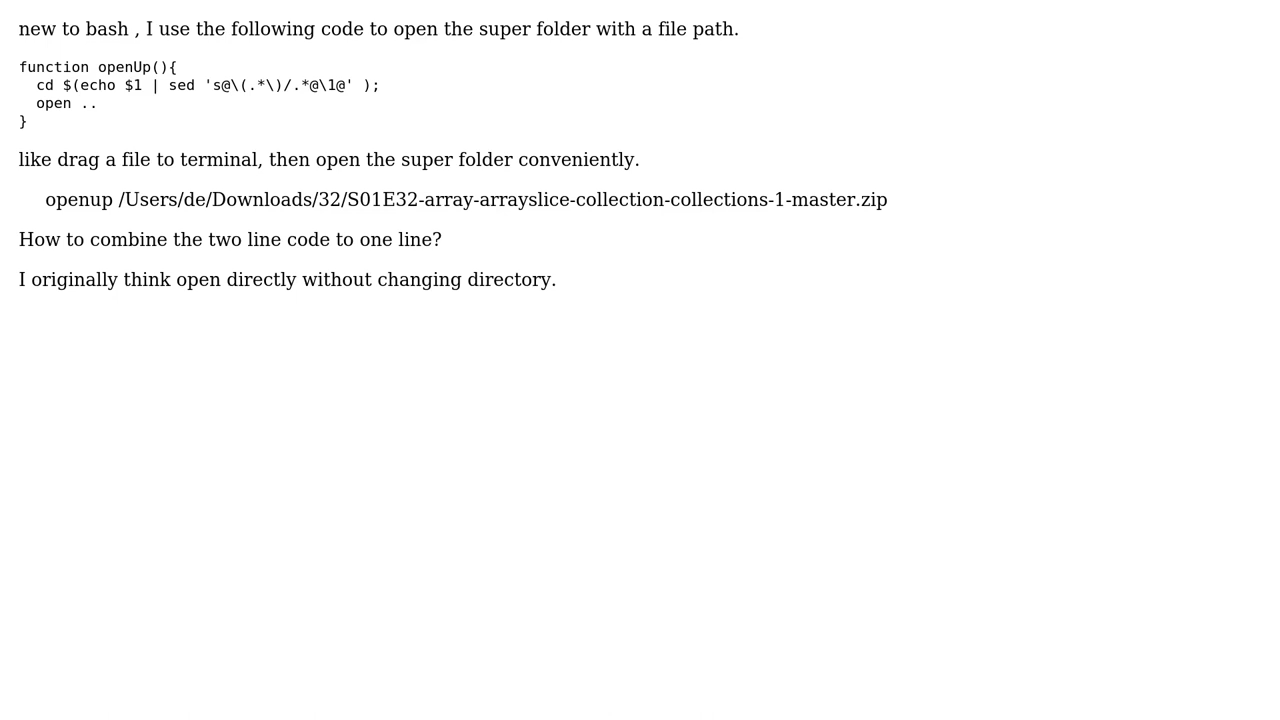 new to bash , I use the following code to open the super folder with a file path.
function openUp(){
  cd $(echo $1 | sed 's@\(.*\)/.*@\1@' );
  open ..
}
like drag a file to terminal, then open the super folder conveniently.
openup /Users/de/Downloads/32/S01E32-array-arrayslice-collection-collections-1-master.zip
How to combine the two line code to one line?
I originally think open directly without changing directory.